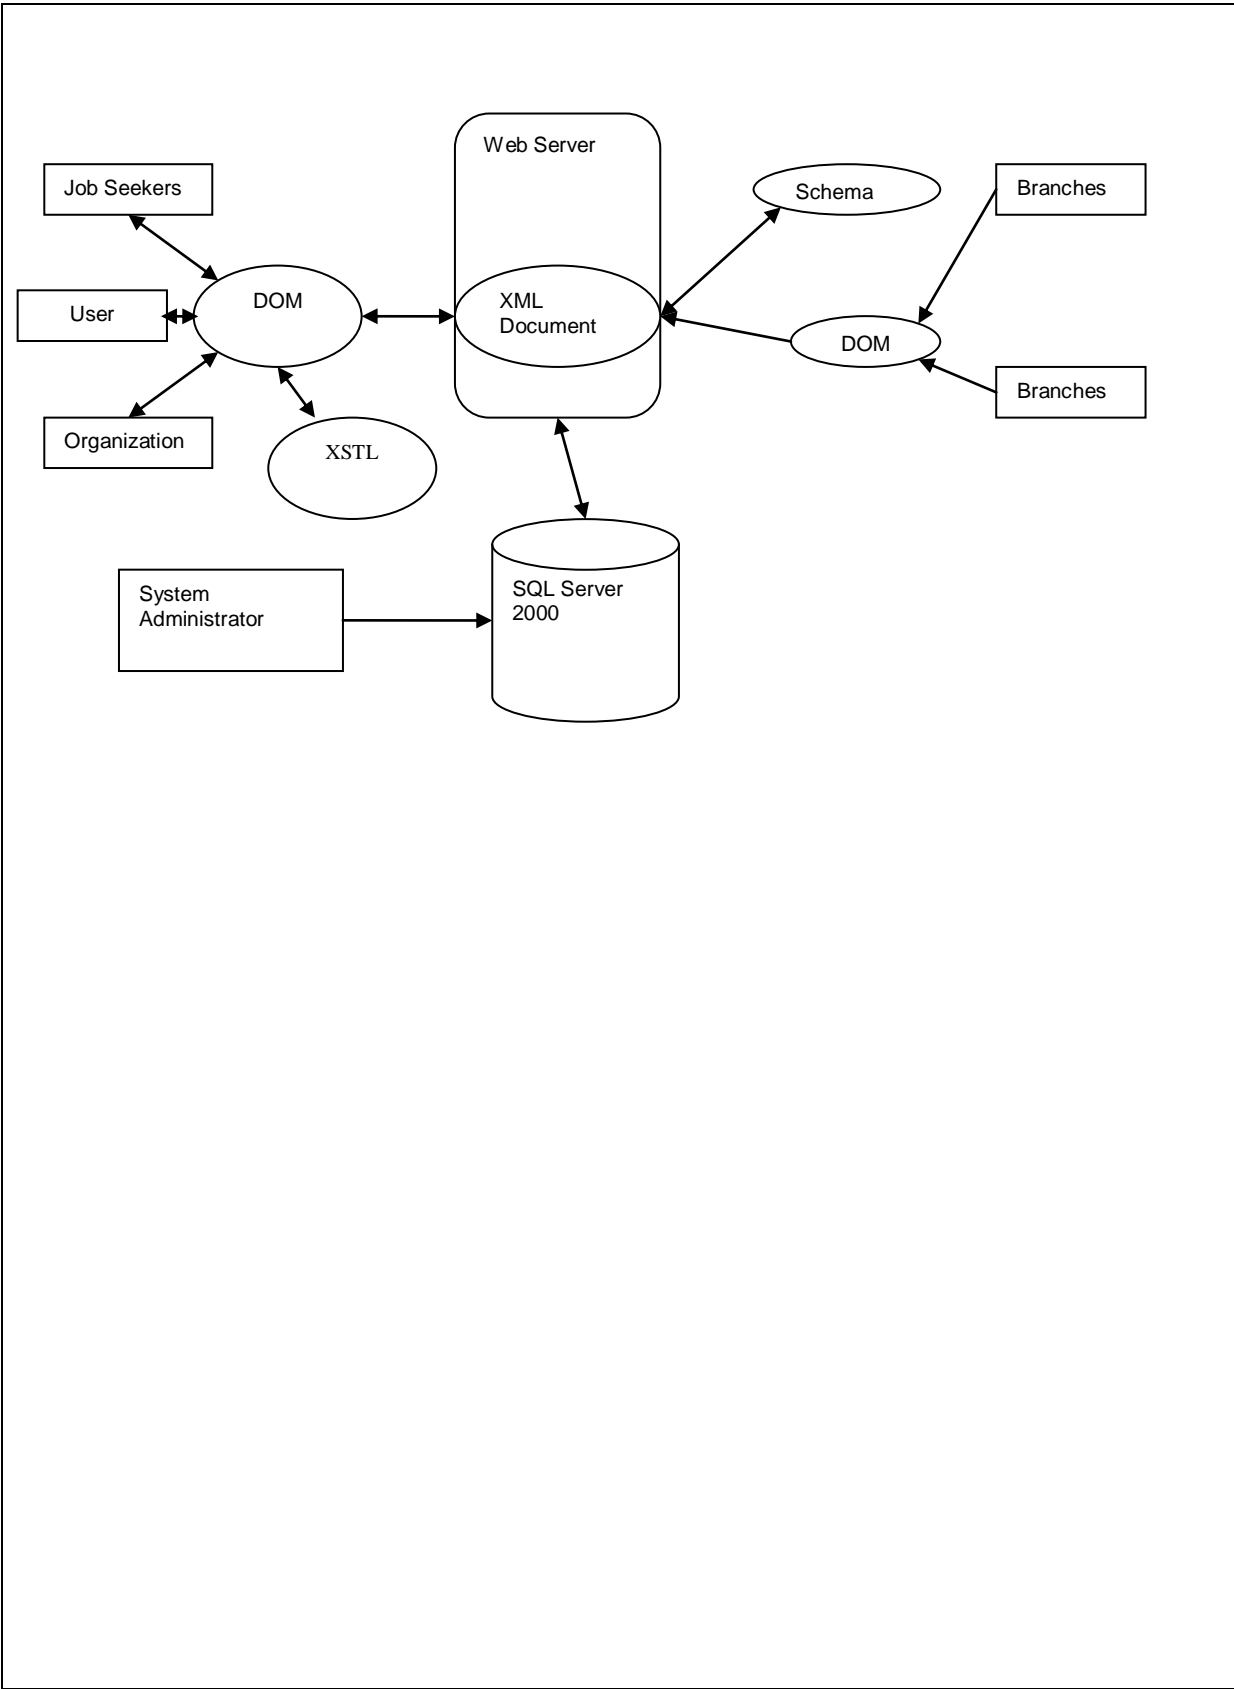 Web Server
Job Seekers
Schema
Branches
User
DOM
XML
Document
DOM
Branches
Organization
XSTL
System
Administrator
SQL Server
2000